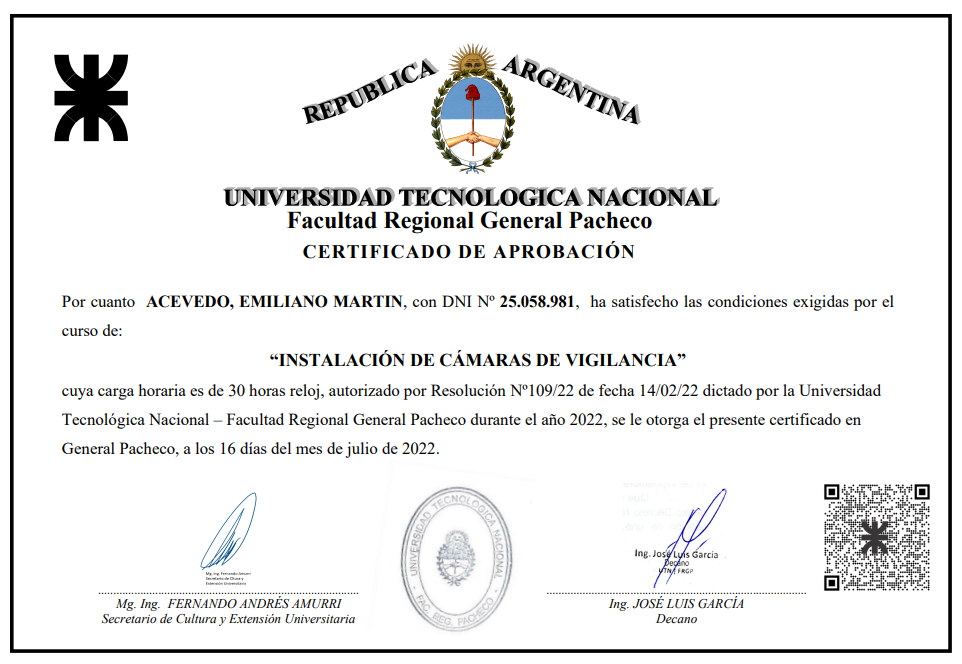 REPUBLICA ARGENTINA
UNIVERSIDAD TECNOLOGICA NACIONAL
Facultad Regional General Pacheco
CERTIFICADO DE APROBACIÓN
Por cuanto ACEVEDO, EMILIANO MARTIN, con DNI Nº 25.058.981, ha satisfecho las condiciones exigidas por el
curso de:
“INSTALACIÓN DE CÁMARAS DE VIGILANCIA”
cuya carga horaria es de 30 horas reloj, autorizado por Resolución Nº109/22 de fecha 14/02/22 dictado por la Universidad
Tecnológica Nacional – Facultad Regional General Pacheco durante el año 2022, se le otorga el presente certificado en
General Pacheco, a los 16 días del mes de julio de 2022.
Mg. Ing. Fernando Amurri
Secretario de Cultura y
Extensión Universitaria
Mg. Ing. FERNANDO ANDRÉS AMURRI
Secretario de Cultura y Extensión Universitaria
UNIVERSIDAD TECNOLOGICA NACIONAL
- FAC. REG. PACHECO -
Ing. José Luis García
Decano
UTN / FRGP
Ing. JOSÉ LUIS GARCÍA
Decano